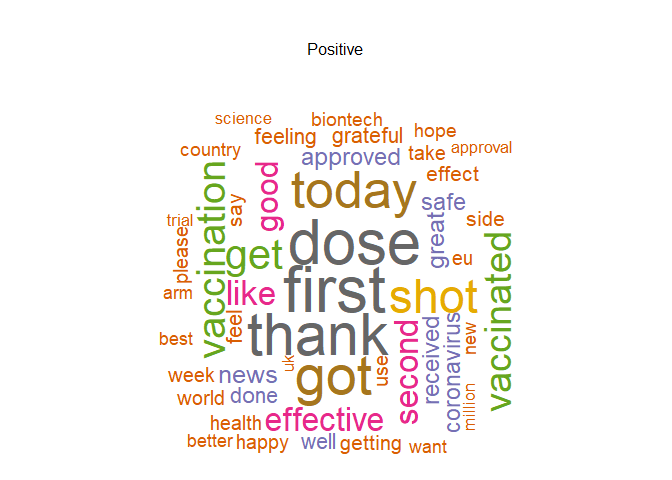 Positive
science
biontech
feeling
grateful
hope
country
approved
take
approval
good
today
effect
trial
say
safe
vaccination
dose
great
side
please
get
eu
arm
like
first
shot
vaccinated
feel
thank
second
received
coronavirus
new
best
uk
got
use
week
news
world
done
million
health
effective
better
happy
well
getting
want